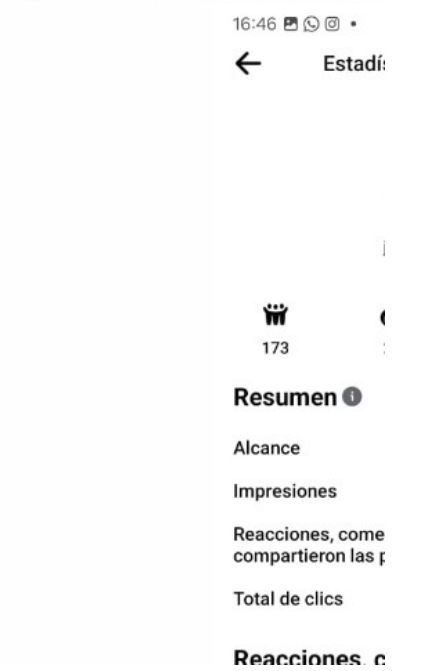 16:46
Estadís
173
Resumen
Alcance
Impresiones
Reacciones, come
compartieron las p
Total de clics
Reacciones, c